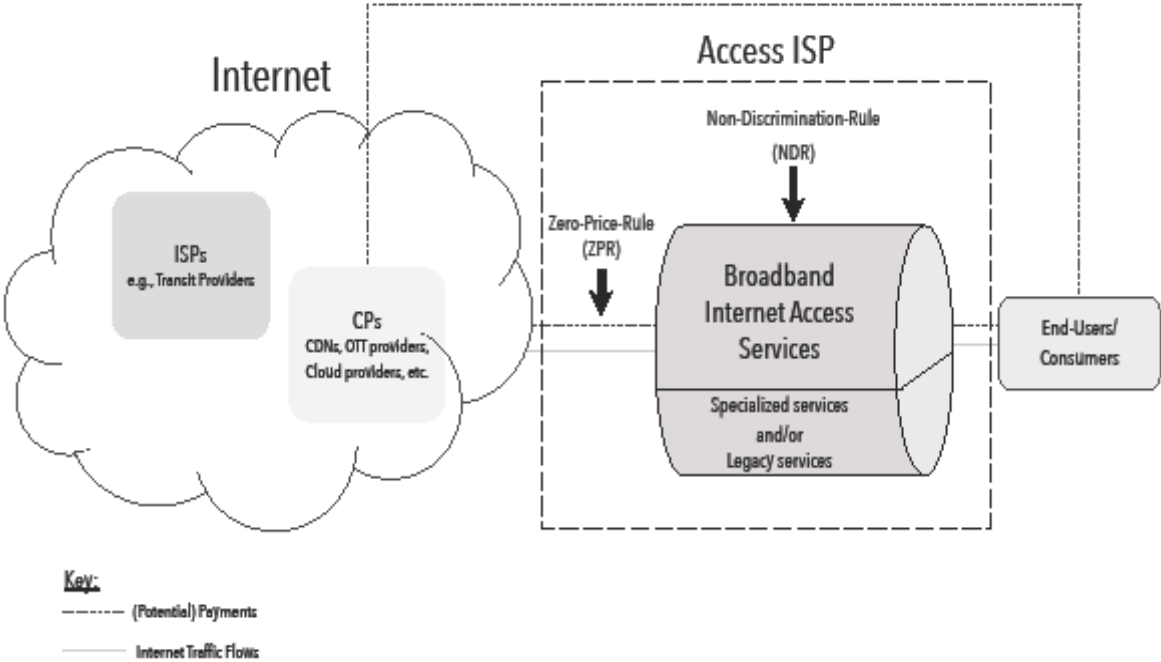 Internet
Access ISP
Non-Discrimination-Rule
(NDR)
Zero-Price-Rule
(ZPR)
ISPs
e.g., Transit Providers
CPs
CDNs, OTT providers,
Cloud providers, etc.
Broadband
Internet Access
Services
Specialized services
and/or
Legacy services
End-Users/
Consumers
Key:
(Potential) Payments
Internet Traffic Flows